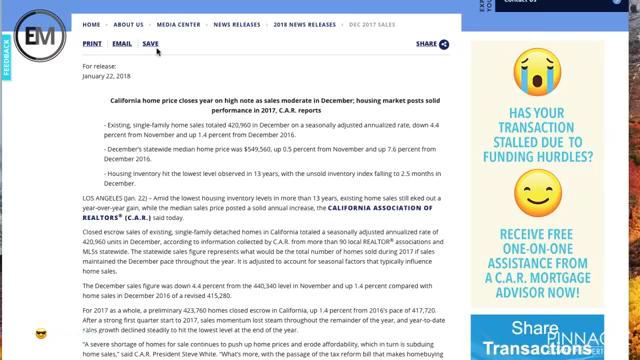 HOME › ABOUT US › MEDIA CENTER › NEWS RELEASES › 2018 NEWS RELEASES › DEC 2017 SALES
EM
FEEDBACK
PRINT | EMAIL | SAVE
SHARE
For release:
January 22, 2018
California home price closes year on high note as sales moderate in December; housing market posts solid
performance in 2017, C.A.R. reports
- Existing, single-family home sales totaled 420,960 in December on a seasonally adjusted annualized rate, down 4.4
percent from November and up 1.4 percent from December 2016.
- December's statewide median home price was $549,560, up 0.5 percent from November and up 7.6 percent from
December 2016.
- Housing inventory hit the lowest level observed in 13 years, with the unsold inventory index falling to 2.5 months in
December.
LOS ANGELES (Jan. 22) – Amid the lowest housing inventory levels in more than 13 years, existing home sales still eked out a
year-over-year gain, while the median sales price posted a solid annual increase, the CALIFORNIA ASSOCIATION OF
REALTORS® (C.A.R.) said today.
Closed escrow sales of existing, single-family detached homes in California totaled a seasonally adjusted annualized rate of
420,960 units in December, according to information collected by C.A.R. from more than 90 local REALTOR® associations and
MLSs statewide. The statewide sales figure represents what would be the total number of homes sold during 2017 if sales
maintained the December pace throughout the year. It is adjusted to account for seasonal factors that typically influence
home sales.
The December sales figure was down 4.4 percent from the 440,340 level in November and up 1.4 percent compared with
home sales in December 2016 of a revised 415,280.
For 2017 as a whole, a preliminary 423,760 homes closed escrow in California, up 1.4 percent from 2016's pace of 417,720.
After a strong first quarter start to 2017, sales momentum lost steam throughout the remainder of the year, and year-to-date
gains growth declined steadily to hit the lowest level at the end of the year.
"A severe shortage of homes for sale continues to push up home prices and erode affordability, which in turn is subduing
home sales," said C.A.R. President Steve White. "What's more, with the passage of the tax reform bill that makes homebuying
HAS YOUR
TRANSACTION
STALLED DUE TO
FUNDING HURDLES?
RECEIVE FREE
ONE-ON-ONE
ASSISTANCE FROM
A C.A.R. MORTGAGE
ADVISOR NOW!
Share
Transactions